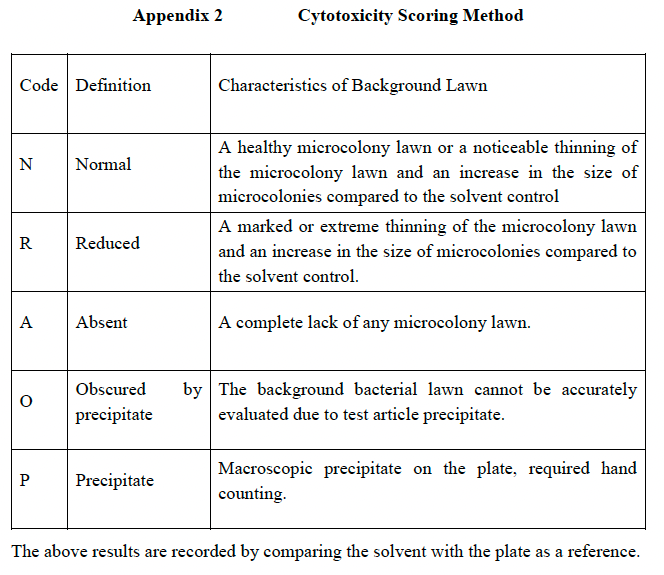 Appendix 2 Cytotoxicity Scoring Method
Code Definition Characteristics of Background Lawn
N Normal A healthy microcolony lawn or a noticeable thinning of
the microcolony lawn and an increase in the size of
microcolonies compared to the solvent control
R Reduced A marked or extreme thinning of the microcolony lawn
and an increase in the size of microcolonies compared to
the solvent control.
A Absent A complete lack of any microcolony lawn.
O Obscured by precipitate The background bacterial lawn cannot be accurately
evaluated due to test article precipitate.
P Precipitate Macroscopic precipitate on the plate, required hand
counting.
The above results are recorded by comparing the solvent with the plate as a reference.